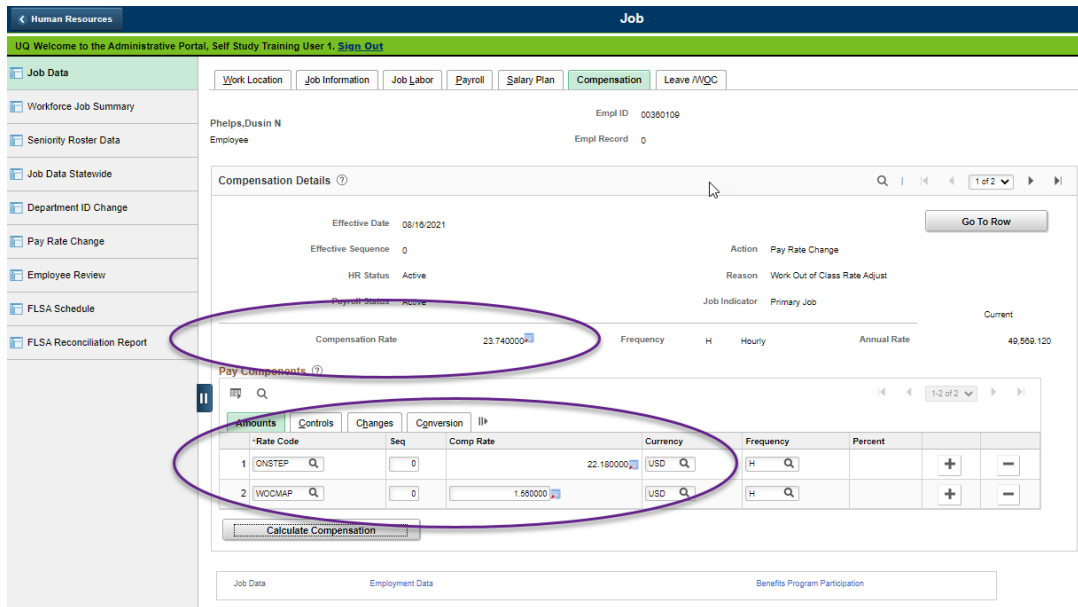 Human Resources
Job
UQ Welcome to the Administrative Portal, Self Study Training User 1. Sign Out
Job Data
Workforce Job Summary
Seniority Roster Data
Job Data Statewide
Department ID Change
Pay Rate Change
Employee Review
FLSA Schedule
FLSA Reconciliation Report
Work Location Job Information Job Labor Payroll Salary Plan Compensation Leave /WOC
Empl ID 00360109
Phelps,Dusin N
Employee Empl Record 0
Compensation Details 1 of 2
Go To Row
Effective Date 08/16/2021
Effective Sequence 0 Action Pay Rate Change
HR Status Active Reason Work Out of Class Rate Adjust
Payroll Status Active Job Indicator Primary Job
Current
Compensation Rate 23.740000 Frequency H Hourly Annual Rate 49,569.120
Pay Components
1-2 of 2
Amounts Controls Changes Conversion
*Rate Code Seq Comp Rate Currency Frequency Percent
1 ONSTEP 0 22.180000 USD H
2 WOCMAP 0 1.560000 USD H
Calculate Compensation
Job Data Employment Data Benefits Program Participation